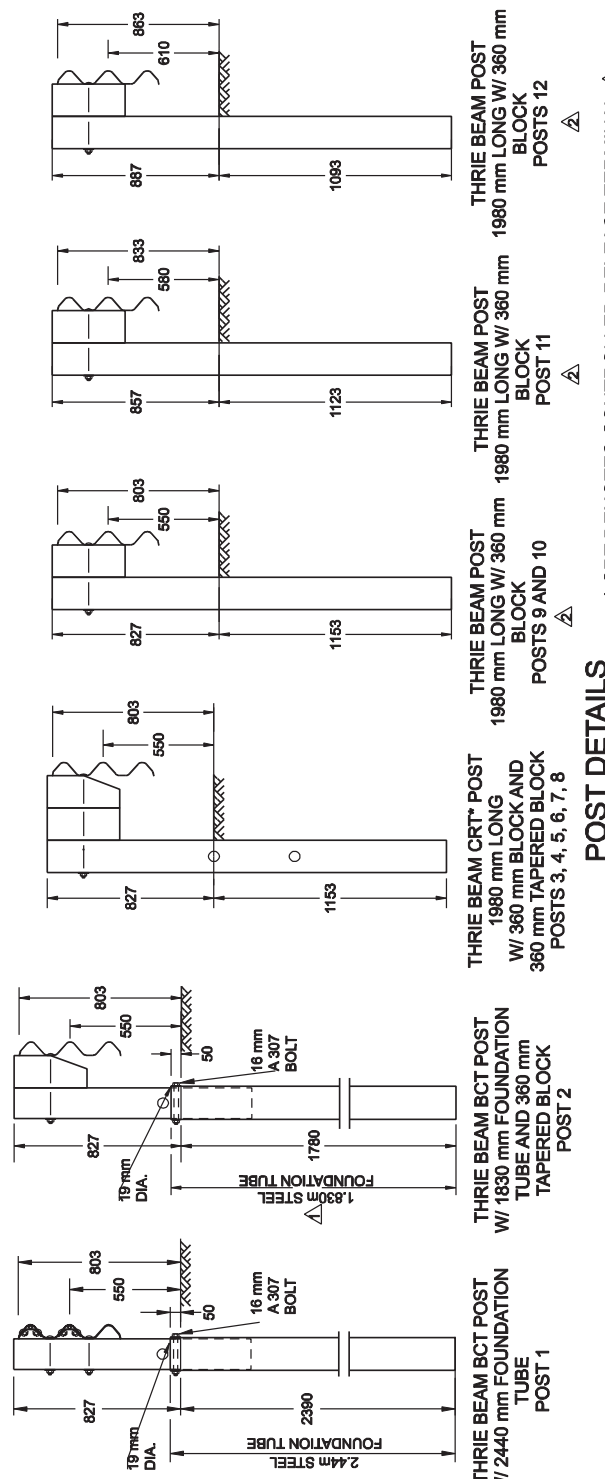 827
803
550
50
19 mm
DIA.
16 mm
A 307
BOLT
2390
2.44m STEEL
FOUNDATION TUBE
THRIE BEAM BCT POST
W/ 2440 mm FOUNDATION
TUBE
POST 1
827
803
550
50
19 mm
DIA.
16 mm
A 307
BOLT
1780
1.830m STEEL
FOUNDATION TUBE
1
THRIE BEAM BCT POST
W/ 1830 mm FOUNDATION
TUBE AND 360 mm
TAPERED BLOCK
POST 2
827
803
550
1153
THRIE BEAM CRT* POST
1980 mm LONG
W/ 360 mm BLOCK AND
360 mm TAPERED BLOCK
POSTS 3, 4, 5, 6, 7, 8
827
803
550
1153
THRIE BEAM POST
1980 mm LONG W/ 360 mm
BLOCK
POSTS 9 AND 10
2
857
833
580
1123
THRIE BEAM POST
1980 mm LONG W/ 360 mm
BLOCK
POST 11
2
887
863
610
1093
THRIE BEAM POST
1980 mm LONG W/ 360 mm
BLOCK
POSTS 12
2
POST DETAILS